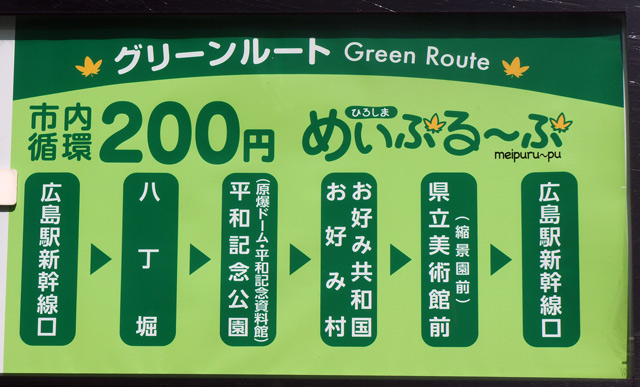 グリーンルート Green Route
市内
循環
200円
ひろしま
めいぷる～ぷ
meipuru~pu
広島駅新幹線口
八丁堀
平和記念公園
(原爆ドーム・平和記念資料館)
お好み共和国
お好み村
県立美術館前
(縮景園前)
広島駅新幹線口